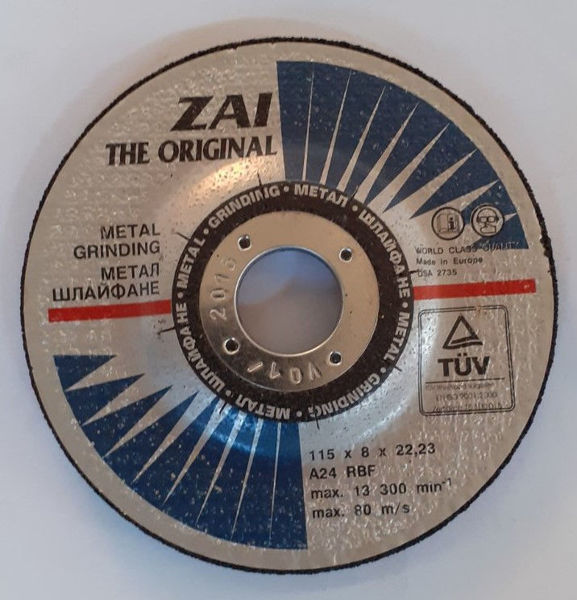 ZAI
THE ORIGINAL
METAL
GRINDING
МЕТАЛ
ШЛАЙФАНЕ
METAL • GRINDING • МЕТАЛ • ШЛАЙФАНЕ • METAL • GRINDING • МЕТАЛ • ШЛАЙФАНЕ •
V01/ 2016
WORLD CLASS QUALITY
Made in Europe
OSA 2735
TÜV
115 x 8 x 22,23
A24 RBF
max. 13 300 min⁻¹
max. 80 m/s